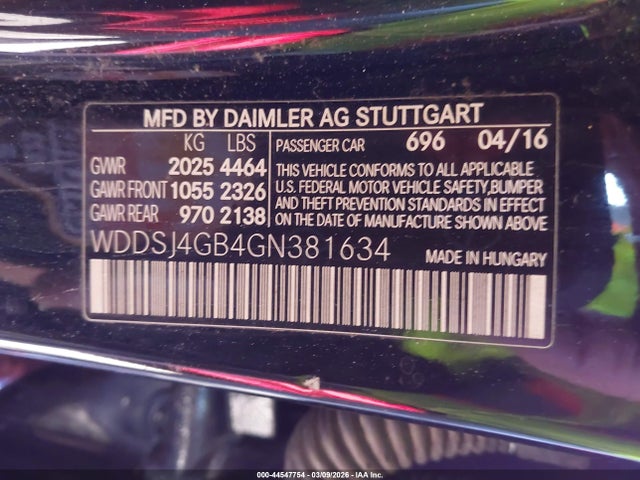 MFD BY DAIMLER AG STUTTGART
KG LBS
GVWR 2025 4464
GAWR FRONT 1055 2326
GAWR REAR 970 2138
PASSENGER CAR 696 04/16
THIS VEHICLE CONFORMS TO ALL APPLICABLE
U.S. FEDERAL MOTOR VEHICLE SAFETY,BUMPER
AND THEFT PREVENTION STANDARDS IN EFFECT
ON THE DATE OF MANUFACTURE SHOWN ABOVE
WDDSJ4GB4GN381634
MADE IN HUNGARY
000-44547754 - 03/09/2026 - IAA Inc.